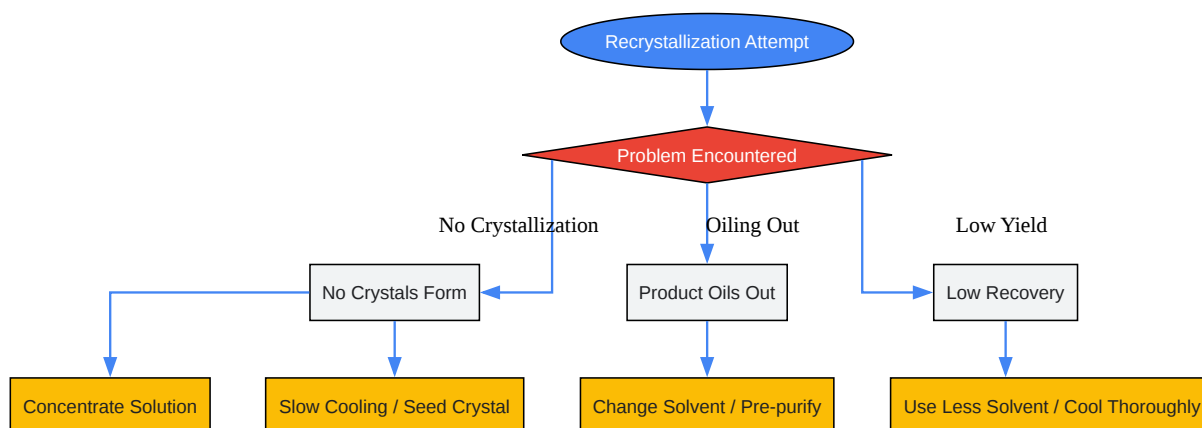 Recrystallization Attempt
Problem Encountered
No Crystallization
Oiling Out
Low Yield
No Crystals Form
Product Oils Out
Low Recovery
Concentrate Solution
Slow Cooling / Seed Crystal
Change Solvent / Pre-purify
Use Less Solvent / Cool Thoroughly